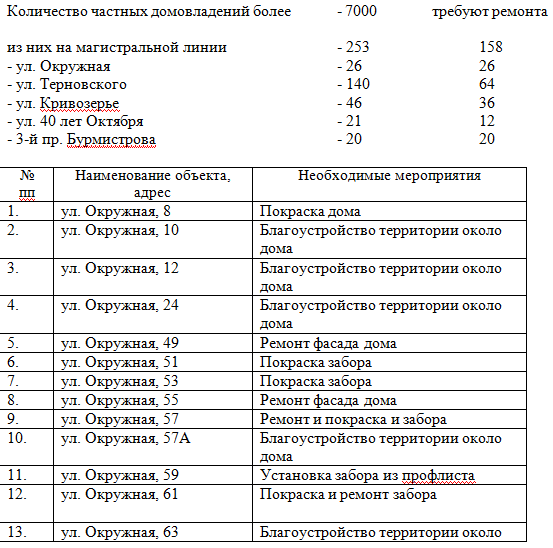 Количество частных домовладений более - 7000 требуют ремонта
из них на магистральной линии - 253 158
- ул. Окружная - 26 26
- ул. Терновского - 140 64
- ул. Кривозерье - 46 36
- ул. 40 лет Октября - 21 12
- 3-й пр. Бурмистрова - 20 20
№ Наименование объекта, Необходимые мероприятия
пп адрес
1. ул. Окружная, 8 Покраска дома
2. ул. Окружная, 10 Благоустройство территории около
дома
3. ул. Окружная, 12 Благоустройство территории около
дома
4. ул. Окружная, 24 Благоустройство территории около
дома
5. ул. Окружная, 49 Ремонт фасада дома
6. ул. Окружная, 51 Покраска забора
7. ул. Окружная, 53 Покраска забора
8. ул. Окружная, 55 Ремонт фасада дома
9. ул. Окружная, 57 Ремонт и покраска и забора
10. ул. Окружная, 57А Благоустройство территории около
дома
11. ул. Окружная, 59 Установка забора из профлиста
12. ул. Окружная, 61 Покраска и ремонт забора
13. ул. Окружная, 63 Благоустройство территории около